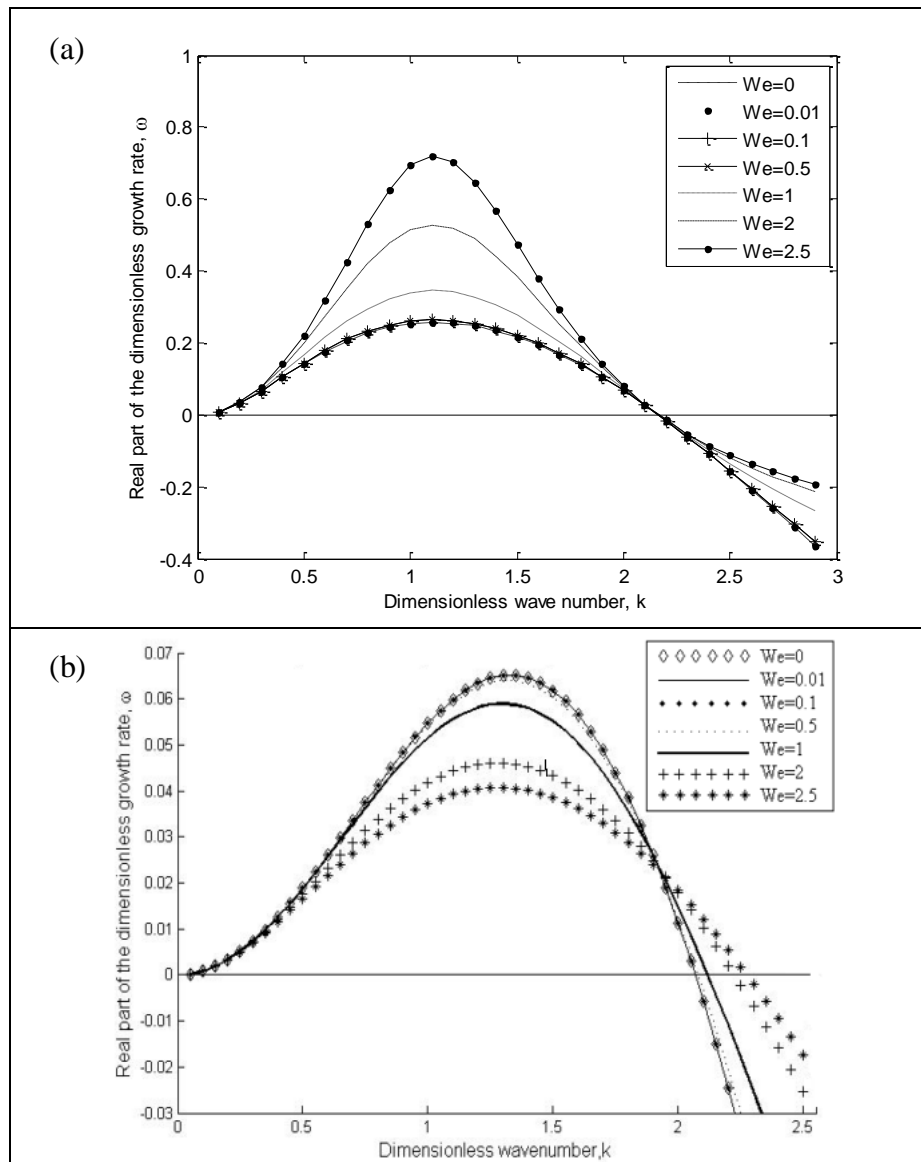 (a)
1
0.8
0.6
0.4
0.2
0
-0.2
-0.4
Real part of the dimensionless growth rate, ω
0 0.5 1 1.5 2 2.5 3
Dimensionless wave number, k
We=0
We=0.01
We=0.1
We=0.5
We=1
We=2
We=2.5
(b)
0.07
0.06
0.05
0.04
0.03
0.02
0.01
0
-0.01
-0.02
-0.03
Real part of the dimensionless growth rate, ω
0 0.5 1 1.5 2 2.5
Dimensionless wavenumber,k
We=0
We=0.01
We=0.1
We=0.5
We=1
We=2
We=2.5